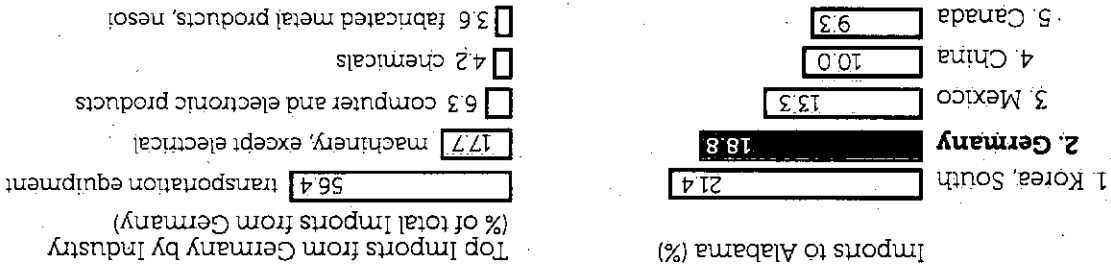 Imports to Alabama (%)
1. Korea, South 21.4
2. Germany 18.8
3. Mexico 13.3
4. China 10.0
5. Canada 9.3
Top Imports from Germany by Industry
(% of total Imports from Germany)
56.4 transportation equipment
17.7 machinery, except electrical
6.3 computer and electronic products
4.2 chemicals
3.6 fabricated metal products, nesoi